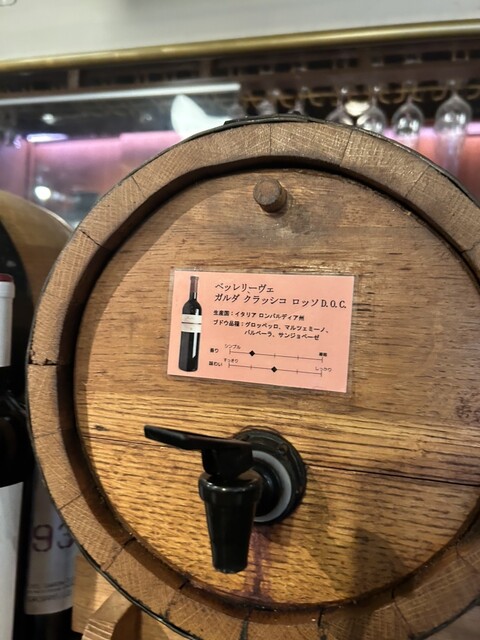 ペッレリーヴェ
ガルダ クラッシコ ロッソ D.O.C.
生産国：イタリア ロンバルディア州
ブドウ品種：グロッペッロ、マルツェミーノ、
バルベーラ、サンジョベーゼ
香り シンプル 複雑
味わい すっきり しっかり
93